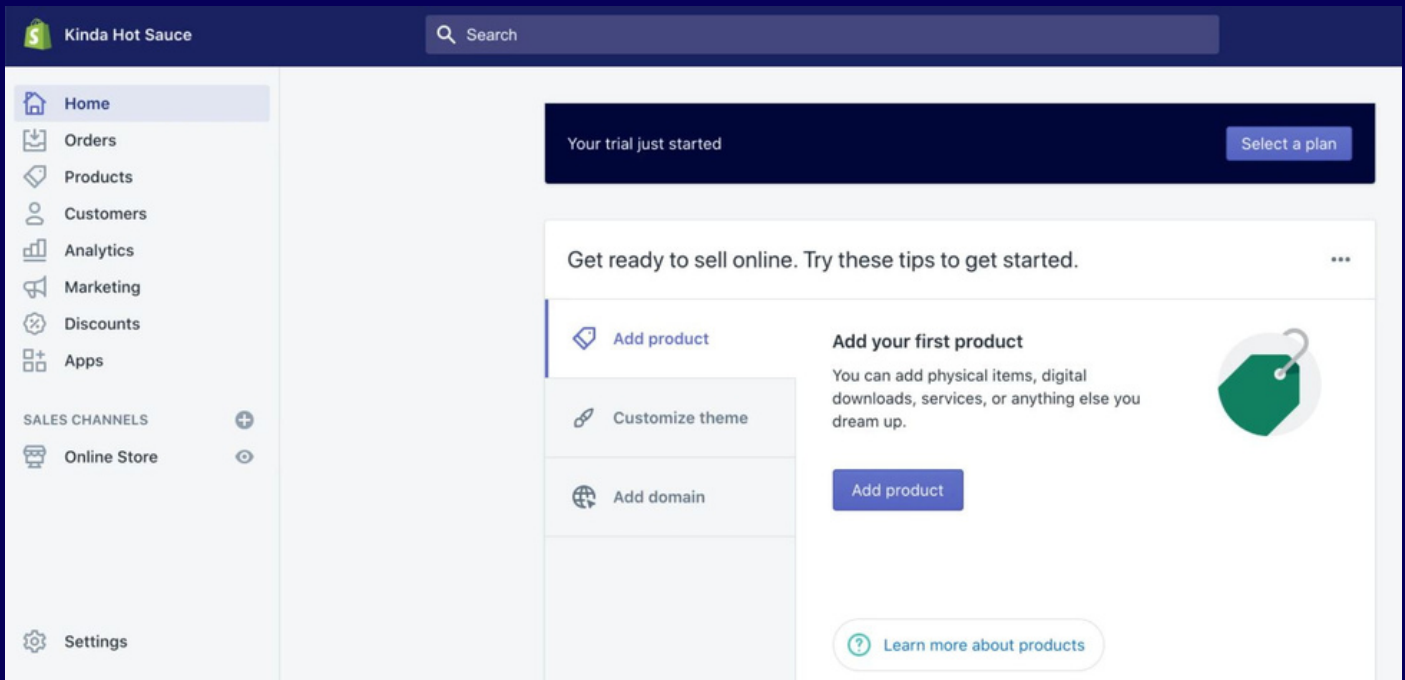 Kinda Hot Sauce
Search
Home
Orders
Products
Customers
Analytics
Marketing
Discounts
Apps
SALES CHANNELS
Online Store
Settings
Your trial just started
Select a plan
Get ready to sell online. Try these tips to get started.
Add product
Customize theme
Add domain
Add your first product
You can add physical items, digital
downloads, services, or anything else you
dream up.
Add product
Learn more about products